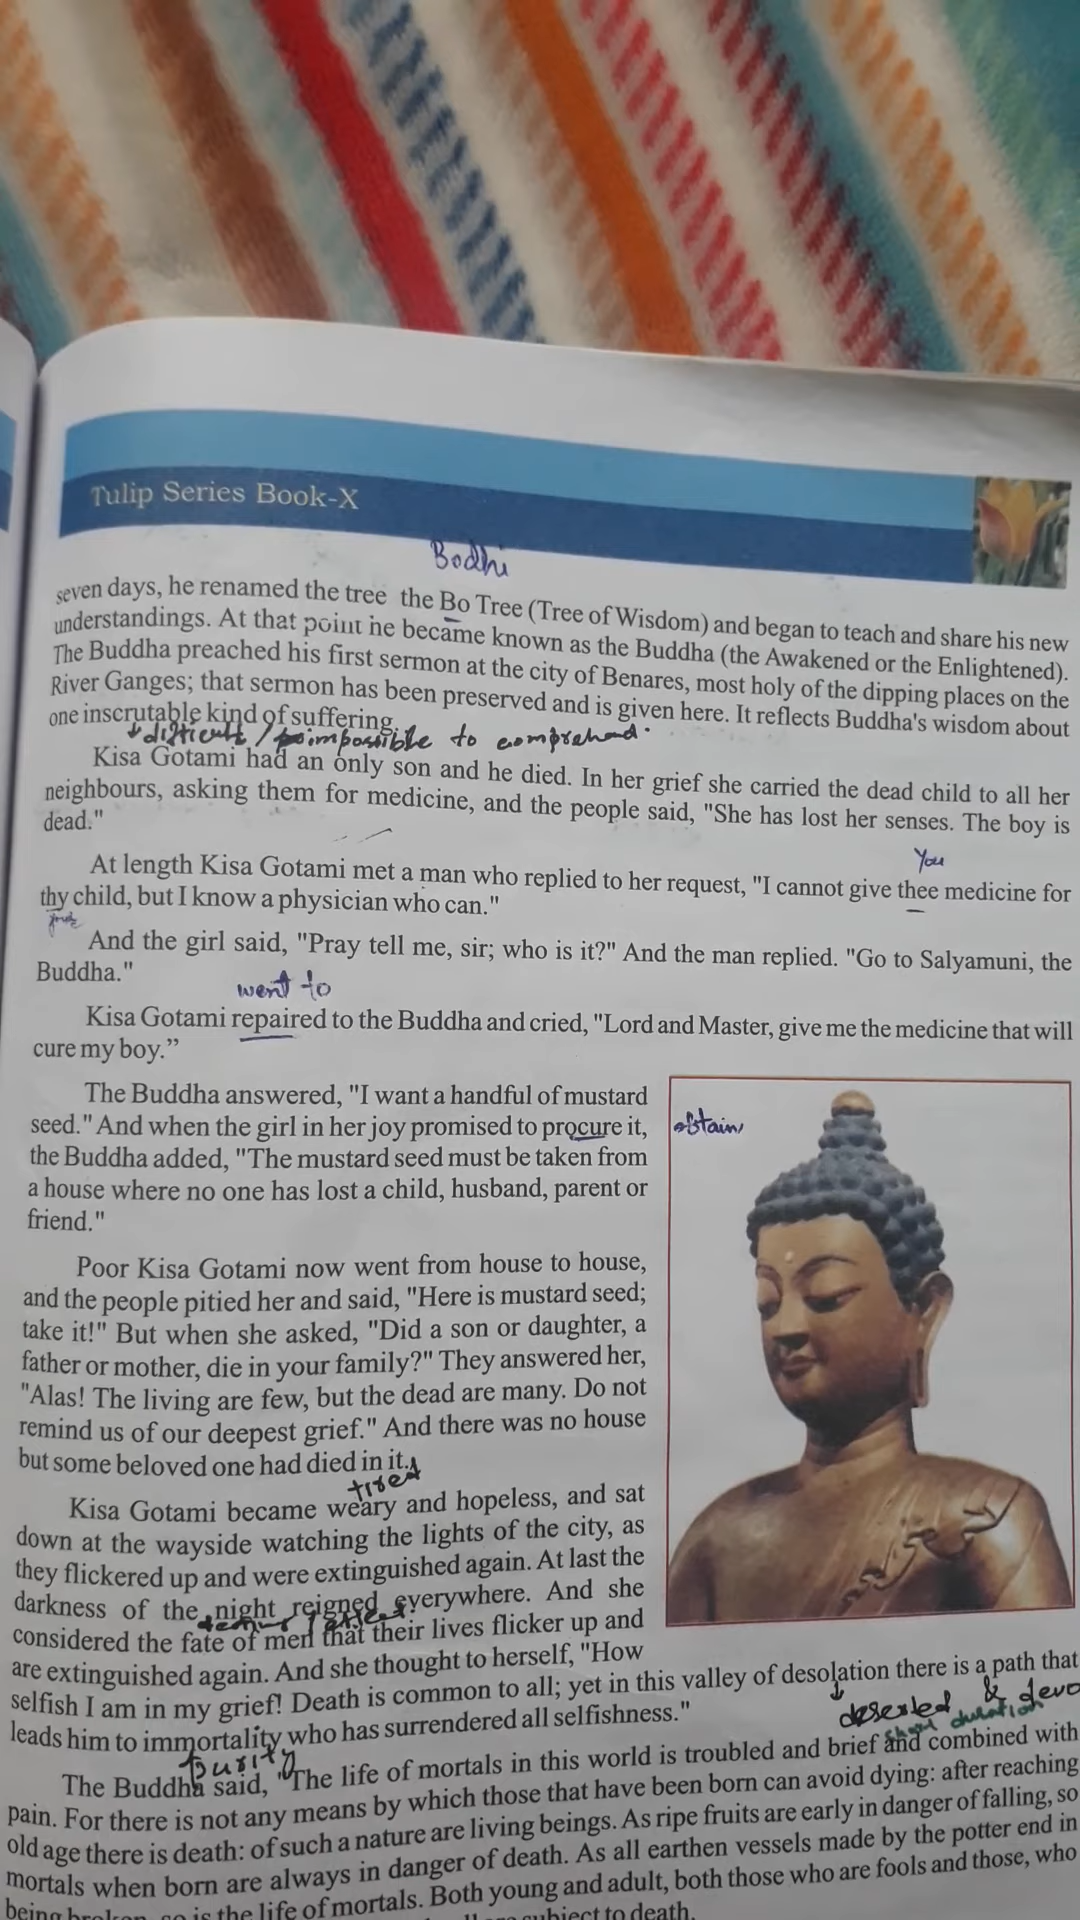 Tulip Series Book-X
Bodhi
seven days, he renamed the tree the Bo Tree (Tree of Wisdom) and began to teach and share his new
understandings. At that point he became known as the Buddha (the Awakened or the Enlightened).
The Buddha preached his first sermon at the city of Benares, most holy of the dipping places on the
River Ganges; that sermon has been preserved and is given here. It reflects Buddha's wisdom about
one inscrutable kind of suffering.
difficult / impossible to comprehend.
Kisa Gotami had an only son and he died. In her grief she carried the dead child to all her
neighbours, asking them for medicine, and the people said, "She has lost her senses. The boy is
dead."
You
At length Kisa Gotami met a man who replied to her request, "I cannot give thee medicine for
thy child, but I know a physician who can."
And the girl said, "Pray tell me, sir; who is it?" And the man replied. "Go to Salyamuni, the
Buddha."
went to
Kisa Gotami repaired to the Buddha and cried, "Lord and Master, give me the medicine that will
cure my boy.”
The Buddha answered, "I want a handful of mustard
seed." And when the girl in her joy promised to procure it,
obtain
the Buddha added, "The mustard seed must be taken from
a house where no one has lost a child, husband, parent or
friend."
Poor Kisa Gotami now went from house to house,
and the people pitied her and said, "Here is mustard seed;
take it!" But when she asked, "Did a son or daughter, a
father or mother, die in your family?" They answered her,
"Alas! The living are few, but the dead are many. Do not
remind us of our deepest grief." And there was no house
but some beloved one had died in it.
tired
Kisa Gotami became weary and hopeless, and sat
down at the wayside watching the lights of the city, as
they flickered up and were extinguished again. At last the
darkness of the night reigned everywhere. And she
considered the fate of men that their lives flicker up and
are extinguished again. And she thought to herself, "How
selfish I am in my grief! Death is common to all; yet in this valley of desolation there is a path that
deserted &
leads him to immortality who has surrendered all selfishness."
short duration
purity
The Buddha said, "The life of mortals in this world is troubled and brief and combined with
pain. For there is not any means by which those that have been born can avoid dying: after reaching
old age there is death: of such a nature are living beings. As ripe fruits are early in danger of falling, so
mortals when born are always in danger of death. As all earthen vessels made by the potter end in
being broken, so is the life of mortals. Both young and adult, both those who are fools and those, who
subject to death.